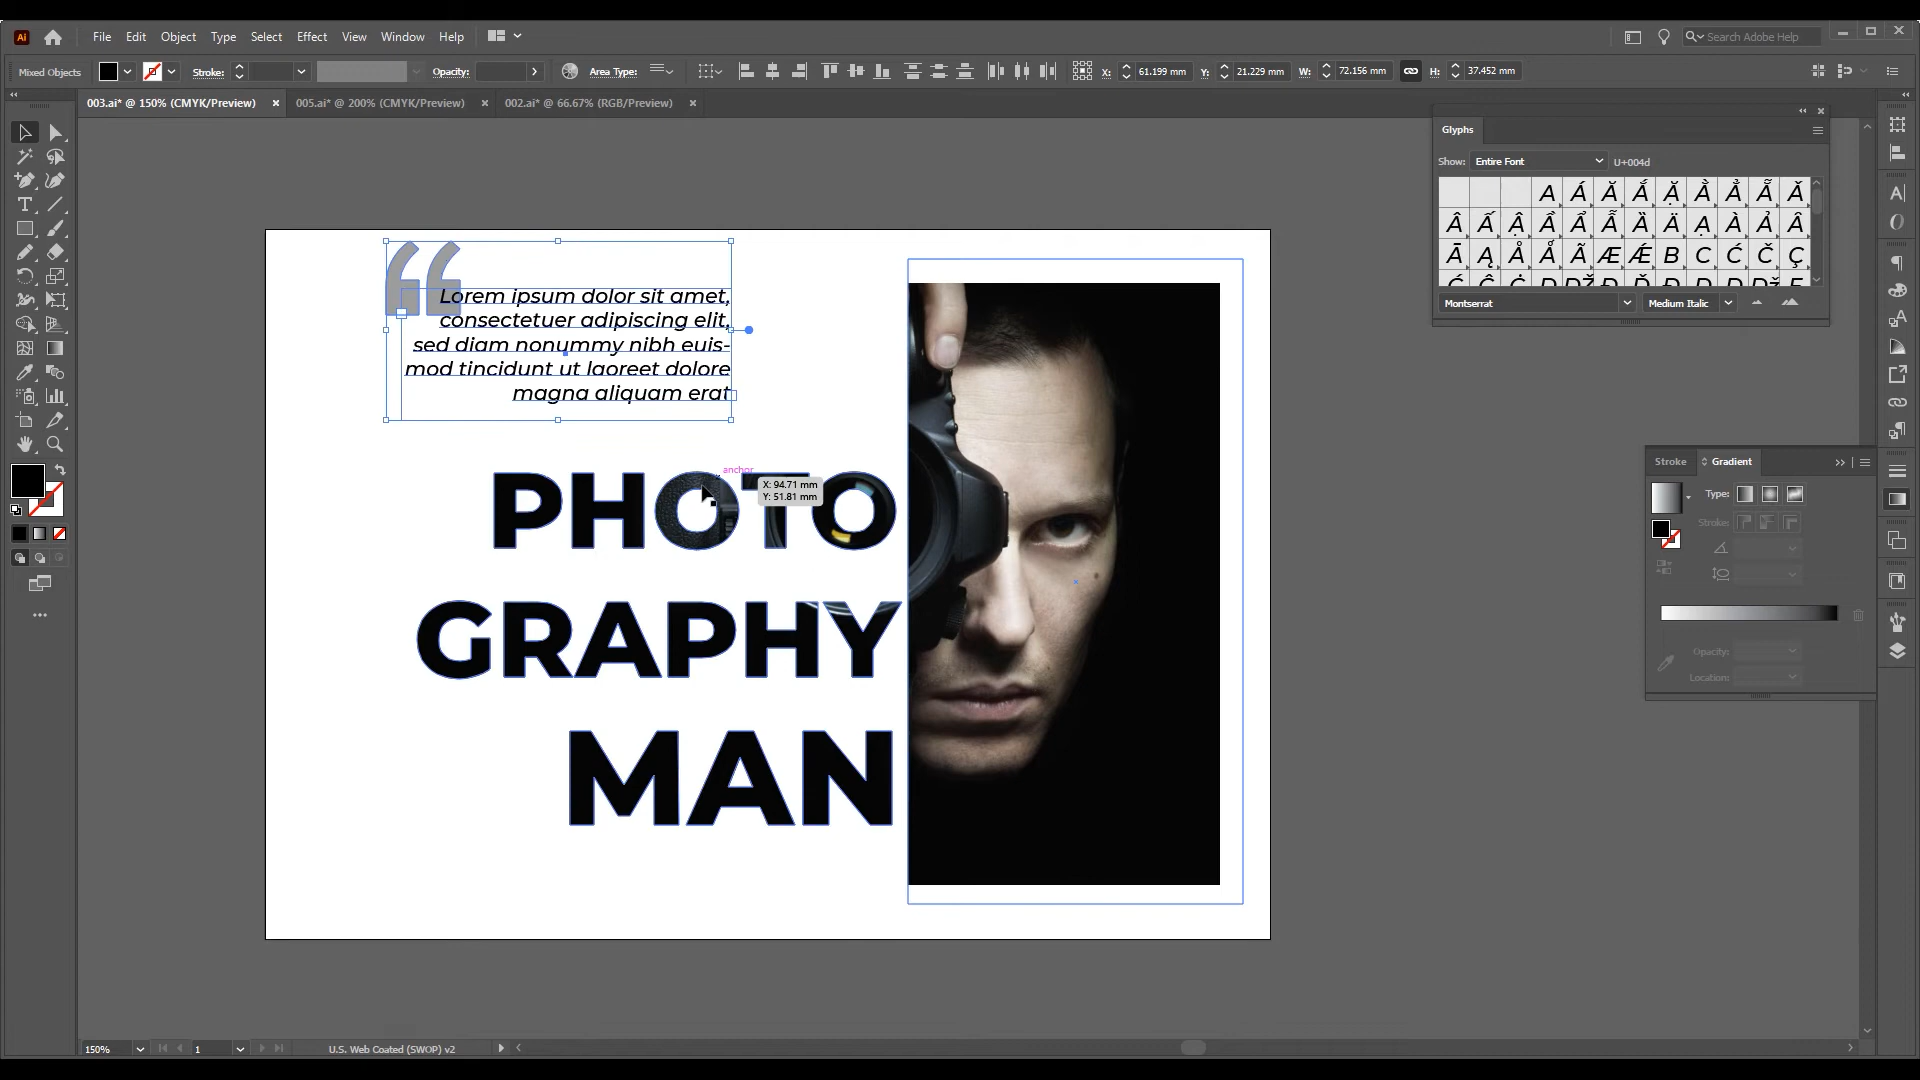 Ai File Edit Object Type Select Effect View Window Help Search Adobe Help
Mixed Objects Stroke: Opacity: Area Type: X: 61.199 mm Y: 21.229 mm W: 72.156 mm H: 37.452 mm
003.ai* @ 150% (CMYK/Preview) 005.ai* @ 200% (CMYK/Preview) 002.ai* @ 66.67% (RGB/Preview)
Glyphs
Show: Entire Font U+004d
A Á Ă Ắ Ặ Ằ Ẳ Ẵ Ǎ
Â Ấ Ậ Ầ Ẩ Ẫ Ȁ Ä Ạ À Ả Ȃ
Ā Ą Å Ǻ Ã Æ Ǽ B C Ć Č Ç
Montserrat Medium Italic
“
Lorem ipsum dolor sit amet,
consectetuer adipiscing elit,
sed diam nonummy nibh euis-
mod tincidunt ut laoreet dolore
magna aliquam erat
anchor
X: 94.71 mm
Y: 51.81 mm
PHOTO
GRAPHY
MAN
Stroke Gradient
Type:
Stroke:
Opacity:
Location:
150% 1 U.S. Web Coated (SWOP) v2